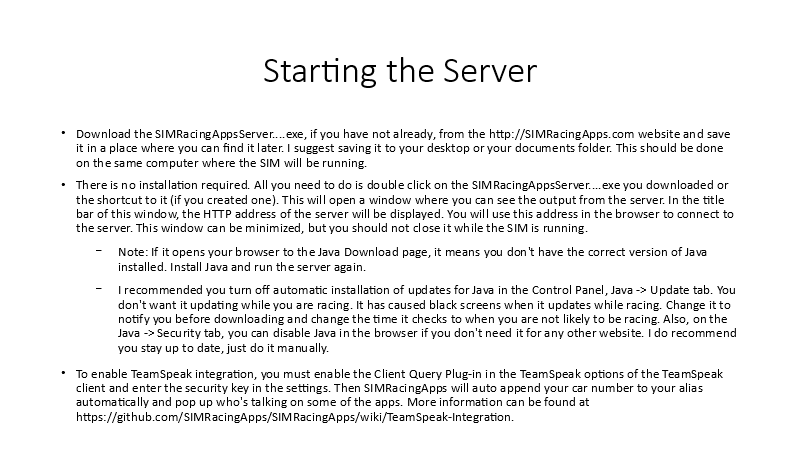 Starting the Server
• Download the SIMRacingAppsServer....exe, if you have not already, from the http://SIMRacingApps.com website and save
it in a place where you can find it later. I suggest saving it to your desktop or your documents folder. This should be done
on the same computer where the SIM will be running.
• There is no installation required. All you need to do is double click on the SIMRacingAppsServer....exe you downloaded or
the shortcut to it (if you created one). This will open a window where you can see the output from the server. In the title
bar of this window, the HTTP address of the server will be displayed. You will use this address in the browser to connect to
the server. This window can be minimized, but you should not close it while the SIM is running.
– Note: If it opens your browser to the Java Download page, it means you don't have the correct version of Java
installed. Install Java and run the server again.
– I recommended you turn off automatic installation of updates for Java in the Control Panel, Java -> Update tab. You
don't want it updating while you are racing. It has caused black screens when it updates while racing. Change it to
notify you before downloading and change the time it checks to when you are not likely to be racing. Also, on the
Java -> Security tab, you can disable Java in the browser if you don't need it for any other website. I do recommend
you stay up to date, just do it manually.
• To enable TeamSpeak integration, you must enable the Client Query Plug-in in the TeamSpeak options of the TeamSpeak
client and enter the security key in the settings. Then SIMRacingApps will auto append your car number to your alias
automatically and pop up who's talking on some of the apps. More information can be found at
https://github.com/SIMRacingApps/SIMRacingApps/wiki/TeamSpeak-Integration.